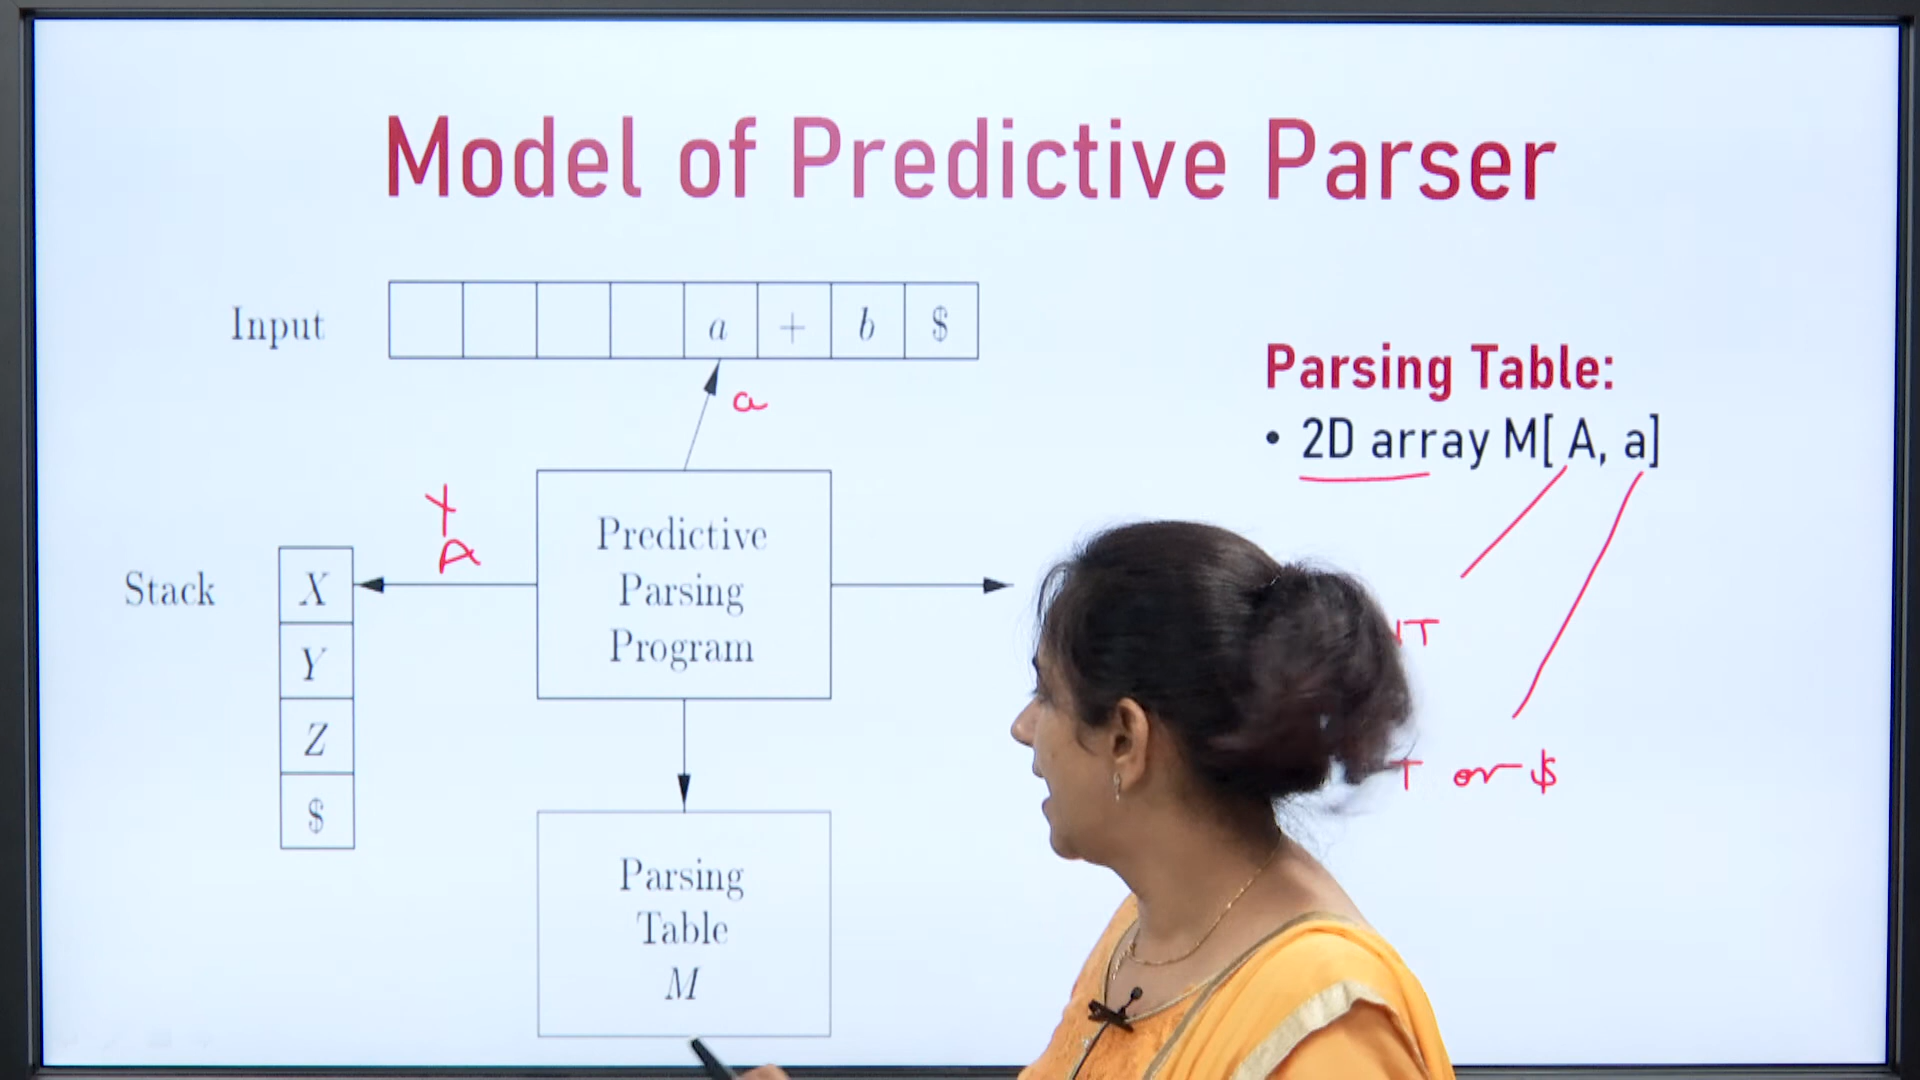 Model of Predictive Parser
Input
a + b $
a
Stack
X
Y
Z
$
A
Predictive
Parsing
Program
Parsing
Table
M
Parsing Table:
• 2D array M[ A, a]
T or $